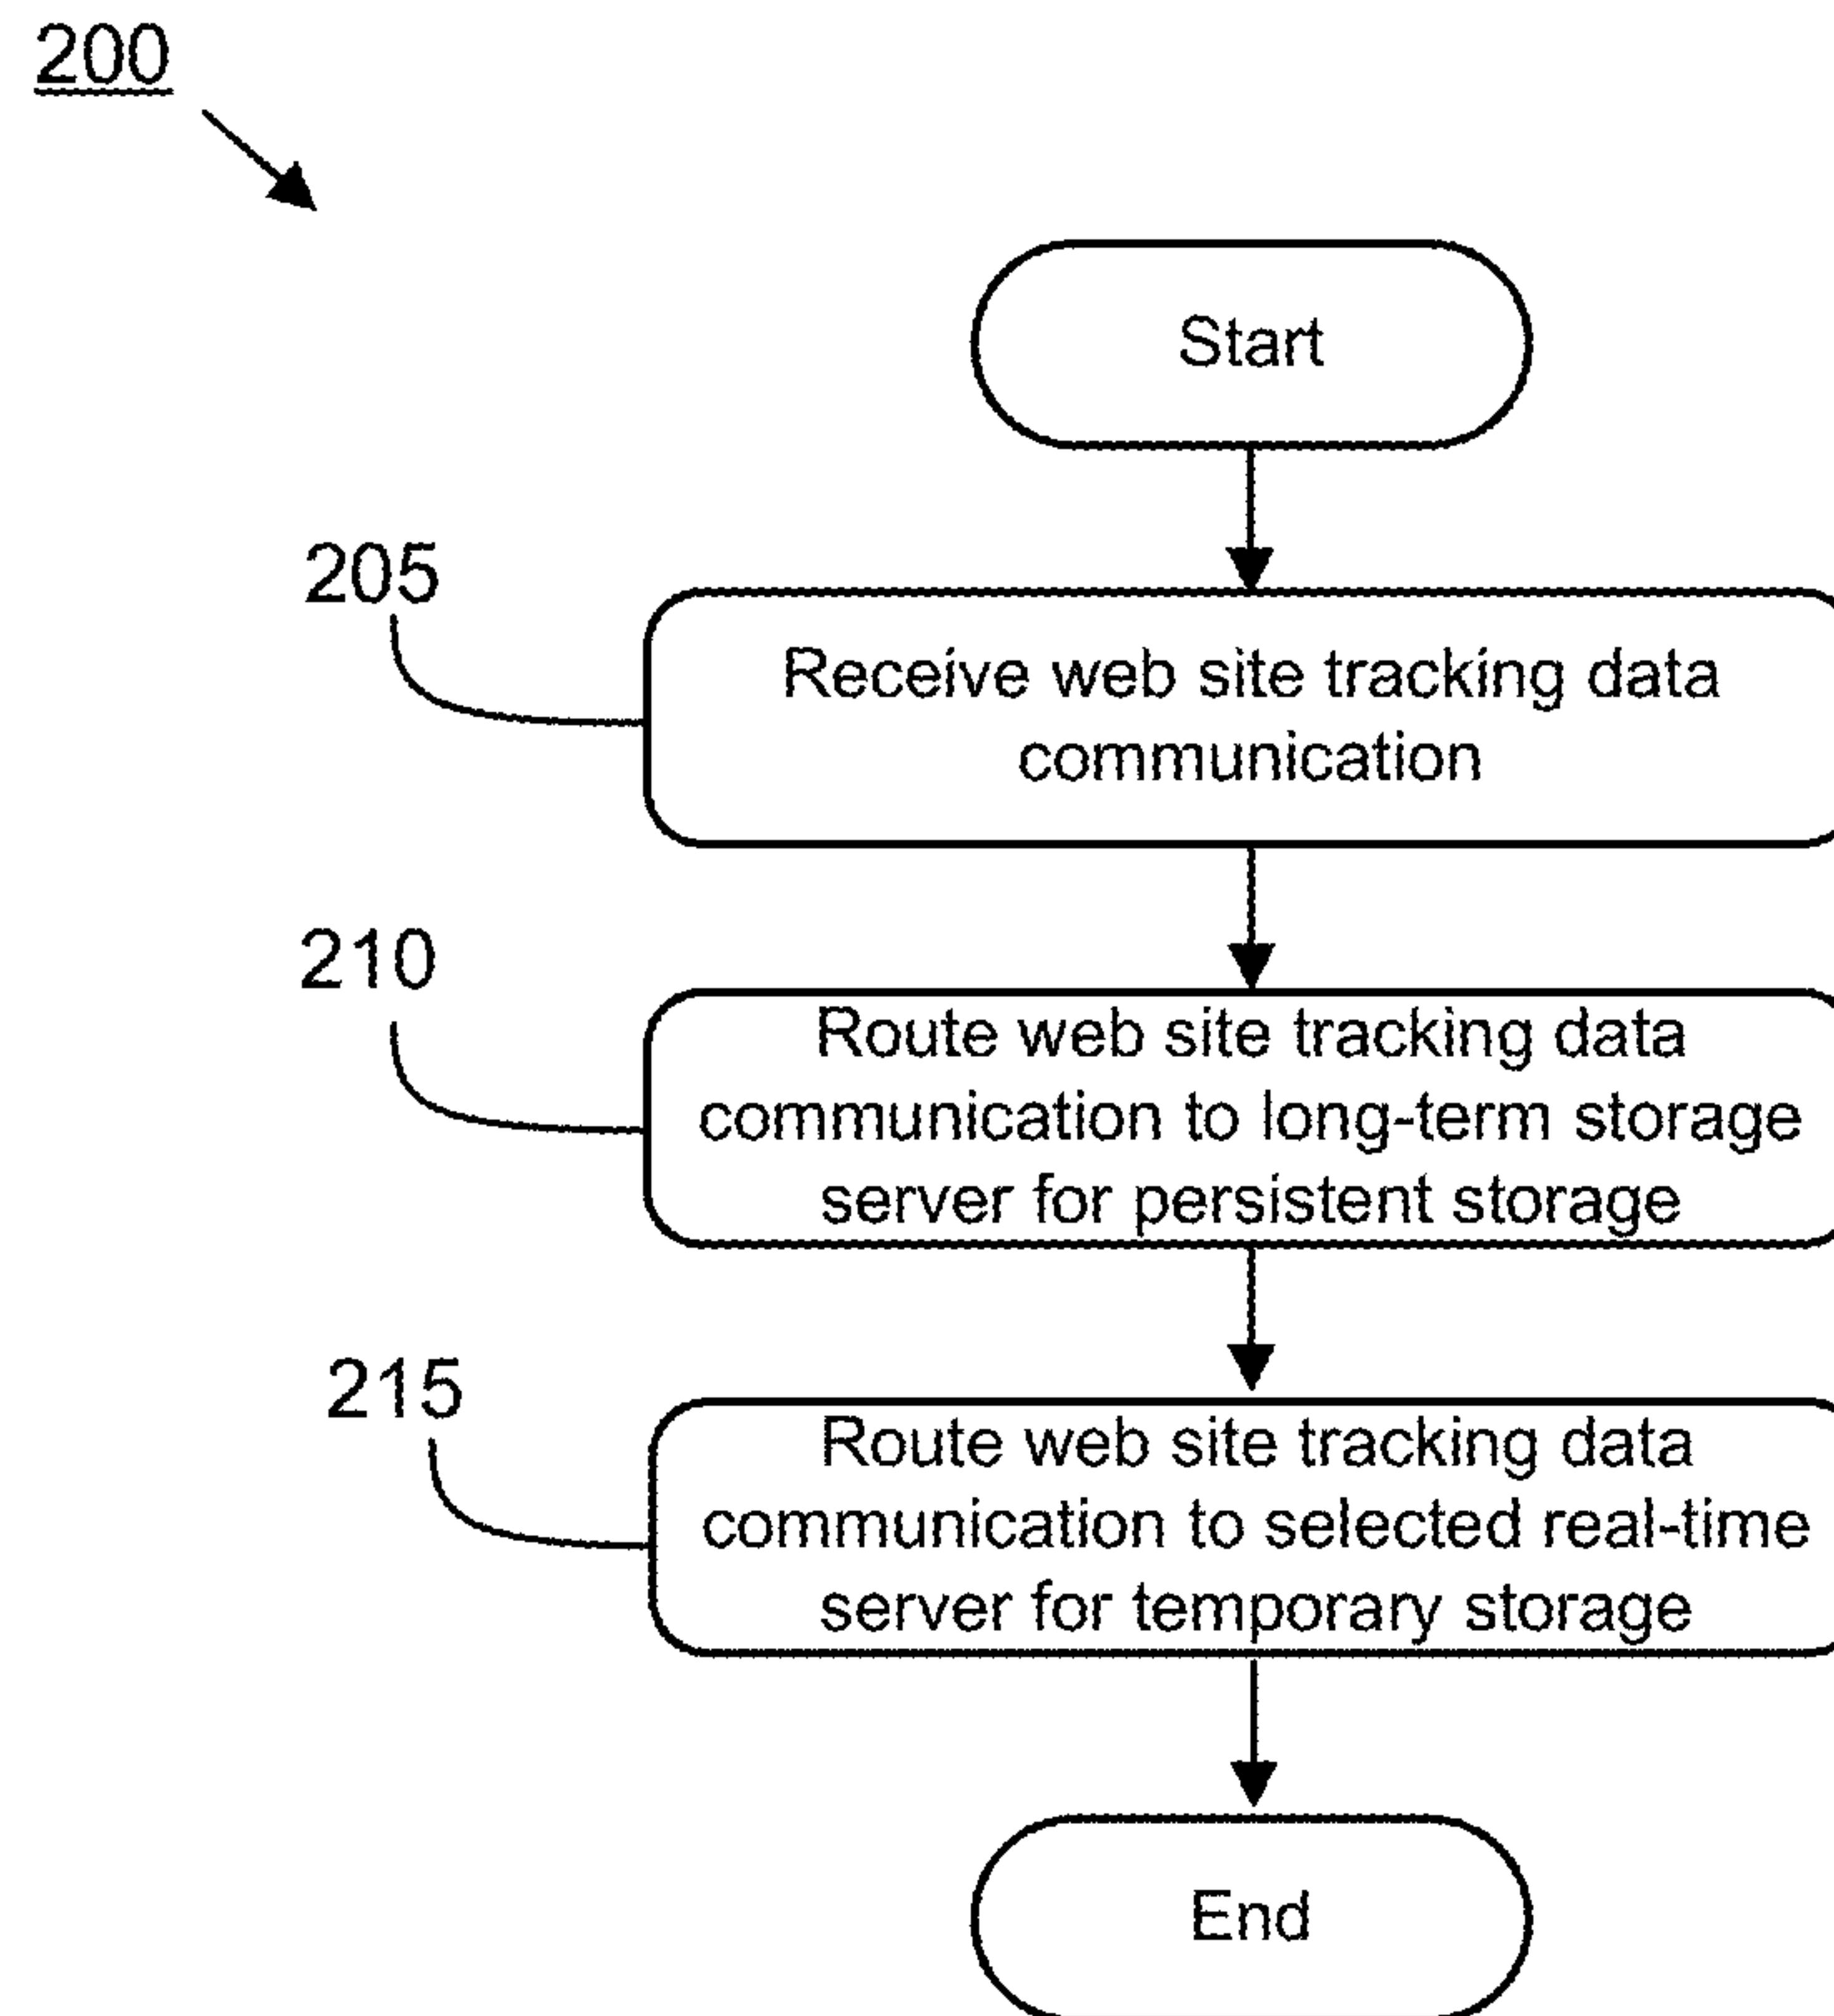 200
Start
205
Receive web site tracking data
communication
210
Route web site tracking data
communication to long-term storage
server for persistent storage
215
Route web site tracking data
communication to selected real-time
server for temporary storage
End